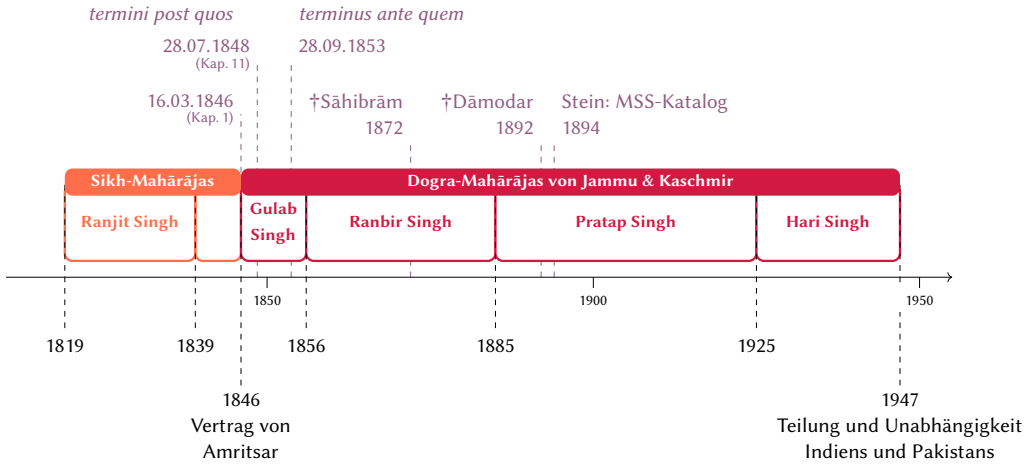 termini post quos
terminus ante quem
28.07.1848
(Kap. 11)
28.09.1853
16.03.1846
(Kap. 1)
†Sāhibrām
1872
†Dāmodar
1892
Stein: MSS-Katalog
1894
Sikh-Mahārājas
Dogra-Mahārājas von Jammu & Kaschmir
Ranjit Singh
Gulab
Singh
Ranbir Singh
Pratap Singh
Hari Singh
1850
1900
1950
1819
1839
1856
1885
1925
1846
Vertrag von
Amritsar
1947
Teilung und Unabhängigkeit
Indiens und Pakistans